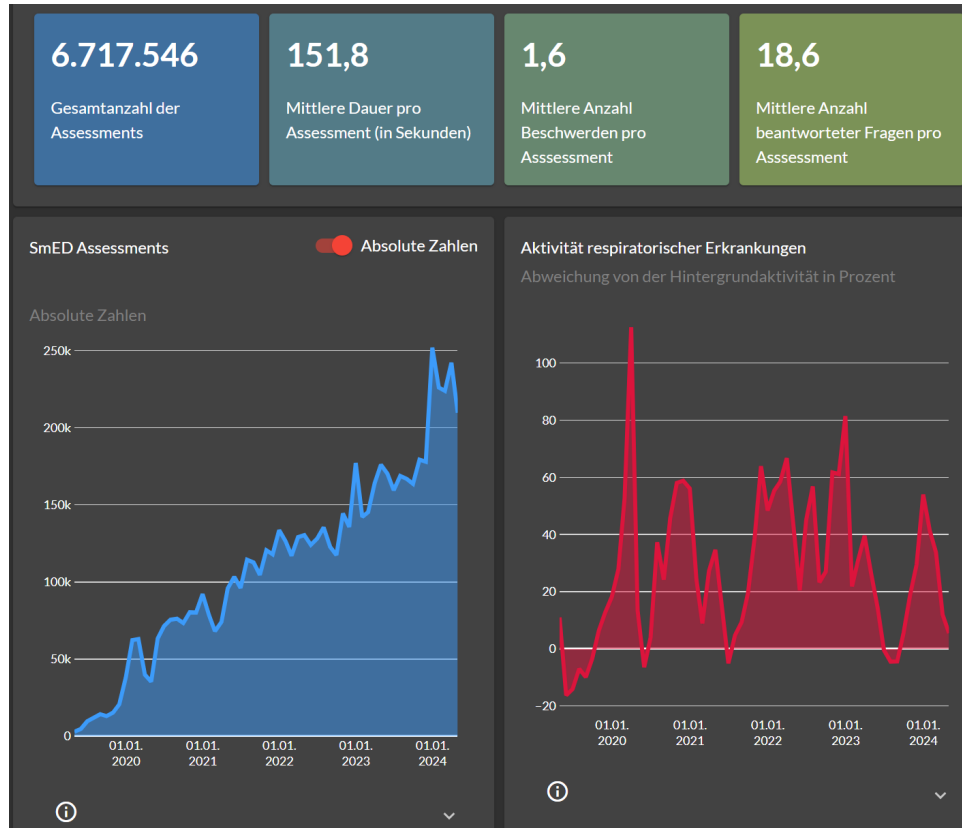 6.717.546
Gesamtanzahl der
Assessments
151,8
Mittlere Dauer pro
Assessment (in Sekunden)
1,6
Mittlere Anzahl
Beschwerden pro
Asssessment
18,6
Mittlere Anzahl
beantworteter Fragen pro
Asssessment
SmED Assessments
Absolute Zahlen
Absolute Zahlen
250k
200k
150k
100k
50k
0
01.01. 01.01. 01.01. 01.01. 01.01.
2020 2021 2022 2023 2024
Aktivität respiratorischer Erkrankungen
Abweichung von der Hintergrundaktivität in Prozent
100
80
60
40
20
0
−20
01.01. 01.01. 01.01. 01.01. 01.01.
2020 2021 2022 2023 2024